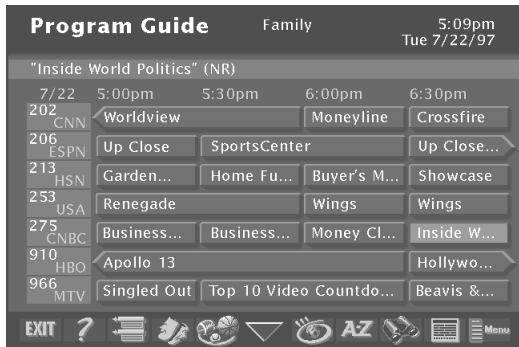 Program Guide Family 5:09pm
Tue 7/22/97
"Inside World Politics" (NR)
7/22 5:00pm 5:30pm 6:00pm 6:30pm
202 CNN Worldview Moneyline Crossfire
206 ESPN Up Close SportsCenter Up Close...
213 HSN Garden... Home Fu... Buyer's M... Showcase
253 USA Renegade Wings Wings
275 CNBC Business... Business... Money Cl... Inside W...
910 HBO Apollo 13 Hollywo...
966 MTV Singled Out Top 10 Video Countdo... Beavis &...
EXIT ? A-Z Menu